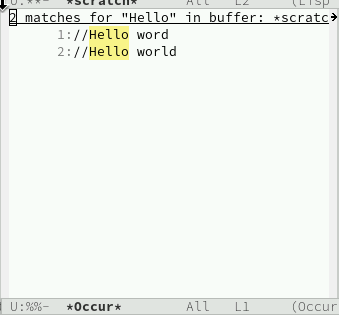 U:**-  *scratch*      All   L2     (Lisp
2 matches for "Hello" in buffer: *scratc
1://Hello word
2://Hello world
U:%%-  *Occur*        All   L1     (Occur